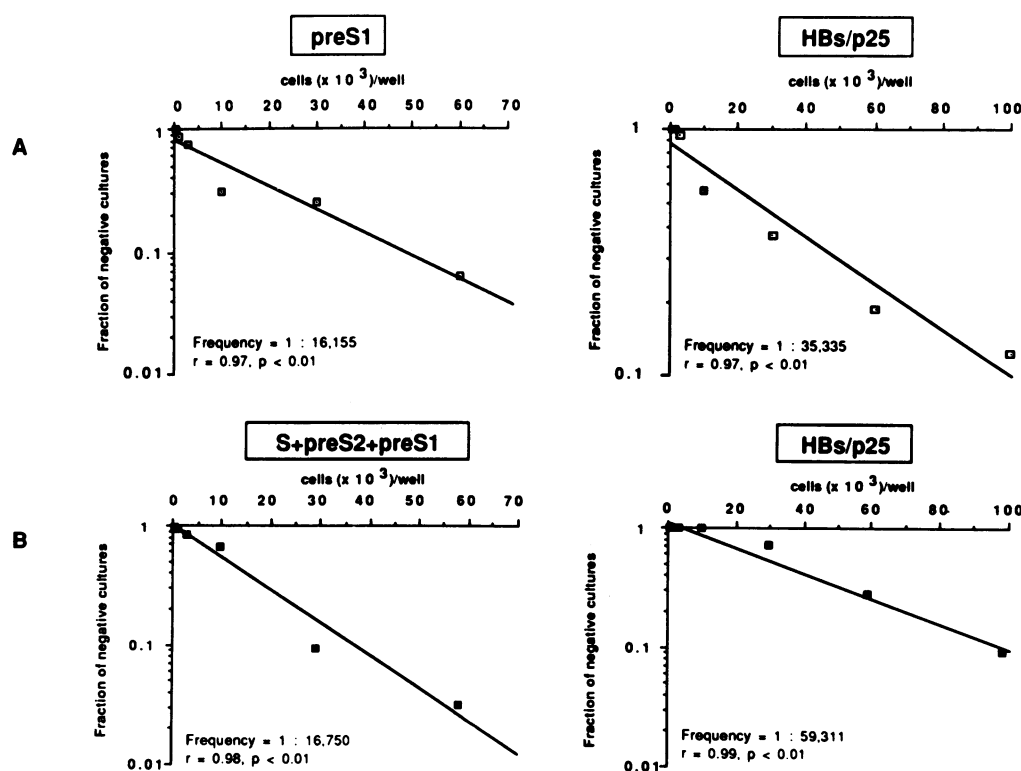 preS1
HBs/p25
cells (x 10 3)/well
cells (x 10 3)/well
0 10 20 30 40 50 60 70
0 20 40 60 80 100
A
Fraction of negative cultures
1
0.1
0.01
Frequency = 1 : 16,155
r = 0.97, p < 0.01
Fraction of negative cultures
1
0.1
Frequency = 1 : 35,335
r = 0.97, p < 0.01
S+preS2+preS1
HBs/p25
cells (x 10 3)/well
cells (x 10 3)/well
0 10 20 30 40 50 60 70
0 20 40 60 80 100
B
Fraction of negative cultures
1
0.1
0.01
Frequency = 1 : 16,750
r = 0.98, p < 0.01
Fraction of negative cultures
1
0.1
0.01
Frequency = 1 : 59,311
r = 0.99, p < 0.01